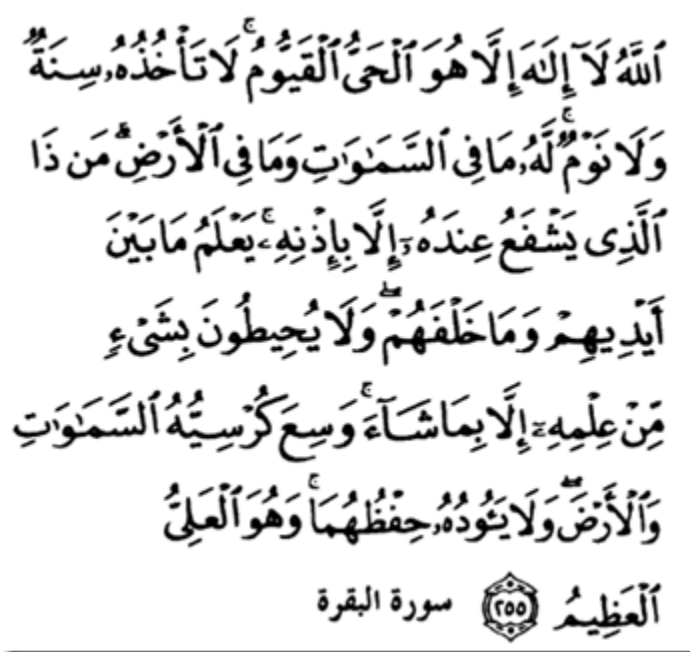 ٱللَّهُ لَآ إِلَٰهَ إِلَّا هُوَ ٱلْحَىُّ ٱلْقَيُّومُ ۚ لَا تَأْخُذُهُۥ سِنَةٌ
وَلَا نَوْمٌ ۚ لَّهُۥ مَا فِى ٱلسَّمَٰوَٰتِ وَمَا فِى ٱلْأَرْضِ ۗ مَن ذَا
ٱلَّذِى يَشْفَعُ عِندَهُۥٓ إِلَّا بِإِذْنِهِۦ ۚ يَعْلَمُ مَا بَيْنَ
أَيْدِيهِمْ وَمَا خَلْفَهُمْ ۖ وَلَا يُحِيطُونَ بِشَىْءٍ
مِّنْ عِلْمِهِۦٓ إِلَّا بِمَا شَآءَ ۚ وَسِعَ كُرْسِيُّهُ ٱلسَّمَٰوَٰتِ
وَٱلْأَرْضَ ۖ وَلَا يَـُٔودُهُۥ حِفْظُهُمَا ۚ وَهُوَ ٱلْعَلِىُّ
ٱلْعَظِيمُ ٢٥٥ سورة البقرة